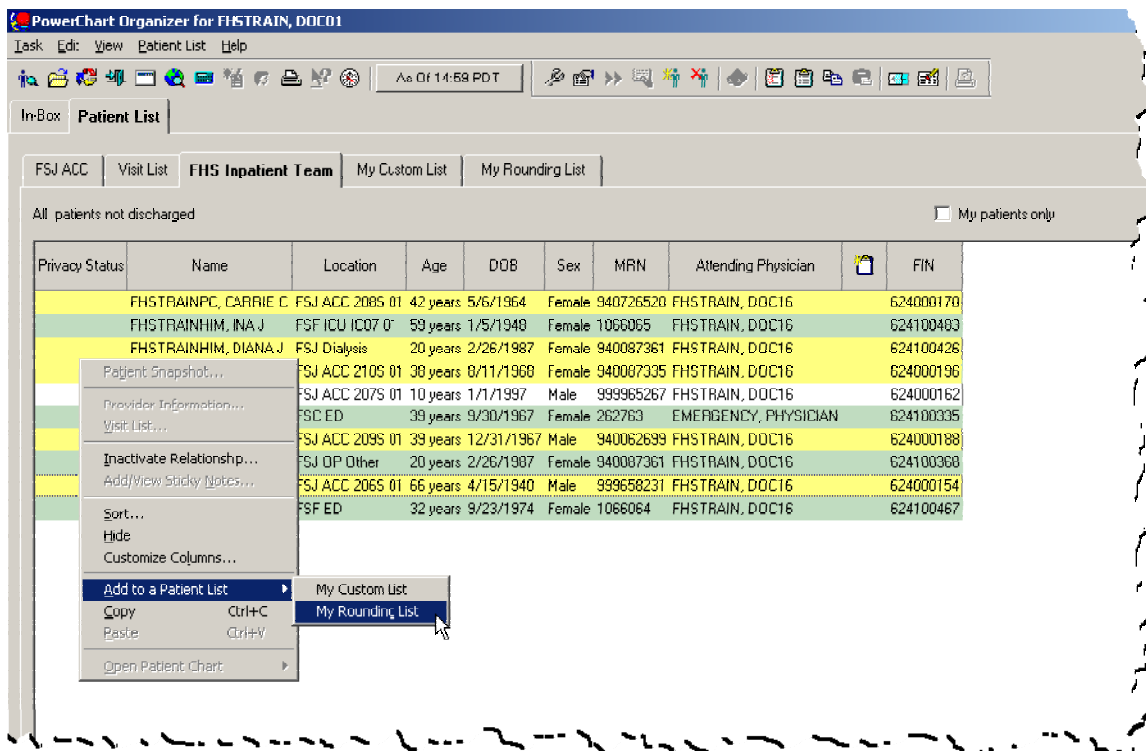 PowerChart Organizer for FHSTRAIN, DOC01
Task Edit View Patient List Help
As Of 14:59 PDT
In-Box Patient List
FSJ ACC Visit List FHS Inpatient Team My Custom List My Rounding List
All patients not discharged My patients only
Privacy Status Name Location Age DOB Sex MRN Attending Physician FIN
FHSTRAINPC, CARRIE C FSJ ACC 208S 01 42 years 5/6/1964 Female 940726520 FHSTRAIN, DOC16 624000170
FHSTRAINHIM, INA J FSF ICU IC07 0 59 years 1/5/1948 Female 1066065 FHSTRAIN, DOC16 624100483
FHSTRAINHIM, DIANA J FSJ Dialysis 20 years 2/26/1987 Female 940087361 FHSTRAIN, DOC16 624100426
FSJ ACC 210S 01 38 years 8/11/1968 Female 940087335 FHSTRAIN, DOC16 624000196
FSJ ACC 207S 01 10 years 1/1/1997 Male 999965267 FHSTRAIN, DOC16 624000162
FSC ED 39 years 9/30/1967 Female 262763 EMERGENCY, PHYSICIAN 624100335
FSJ ACC 209S 01 39 years 12/31/1967 Male 940062699 FHSTRAIN, DOC16 624000188
FSJ OP Other 20 years 2/26/1987 Female 940087361 FHSTRAIN, DOC16 624100368
FSJ ACC 206S 01 66 years 4/15/1940 Male 999658231 FHSTRAIN, DOC16 624000154
FSF ED 32 years 9/23/1974 Female 1066064 FHSTRAIN, DOC16 624100467
Patient Snapshot...
Provider Information...
Visit List...
Inactivate Relationshp...
Add/View Sticky Notes...
Sort...
Hide
Customize Columns...
Add to a Patient List
Copy Ctrl+C
Paste Ctrl+V
Open Patient Chart
My Custom List
My Rounding List